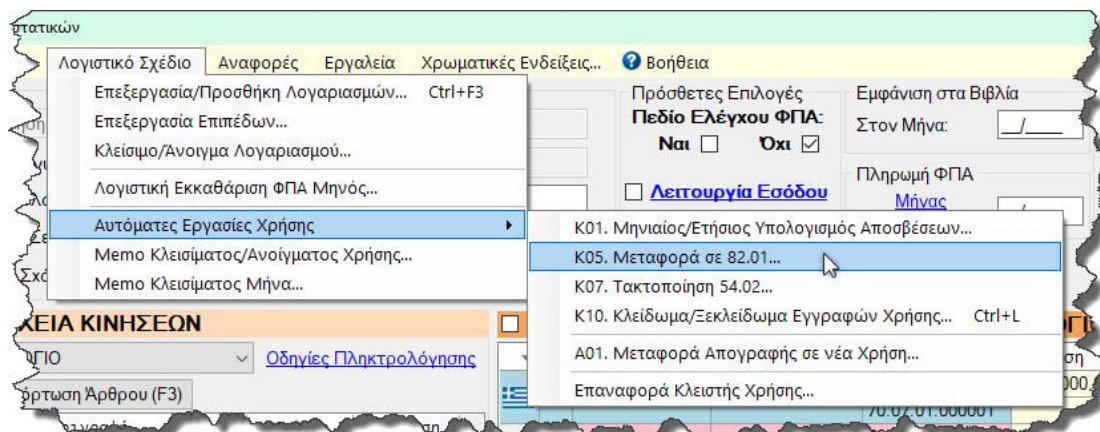 Λογιστικό Σχέδιο Αναφορές Εργαλεία Χρωματικές Ενδείξεις... Βοήθεια
Επεξεργασία/Προσθήκη Λογαριασμών... Ctrl+F3
Επεξεργασία Επιπέδων...
Κλείσιμο/Άνοιγμα Λογαριασμού...
Λογιστική Εκκαθάριση ΦΠΑ Μηνός...
Αυτόματες Εργασίες Χρήσης
Memo Κλεισίματος/Ανοίγματος Χρήσης...
Memo Κλεισίματος Μήνα...
Πρόσθετες Επιλογές
Πεδίο Ελέγχου ΦΠΑ:
Ναι Όχι
Λειτουργία Εσόδου
Εμφάνιση στα Βιβλία
Στον Μήνα: __/____
Πληρωμή ΦΠΑ
Μήνας
Κ01. Μηνιαίος/Ετήσιος Υπολογισμός Αποσβέσεων...
Κ05. Μεταφορά σε 82.01...
Κ07. Τακτοποίηση 54.02...
Κ10. Κλείδωμα/Ξεκλείδωμα Εγγραφών Χρήσης... Ctrl+L
Α01. Μεταφορά Απογραφής σε νέα Χρήση...
Επαναφορά Κλειστής Χρήσης...
ΚΙΝΗΣΕΩΝ
Οδηγίες Πληκτρολόγησης
Άρθρου (F3)
70.07.01.000001